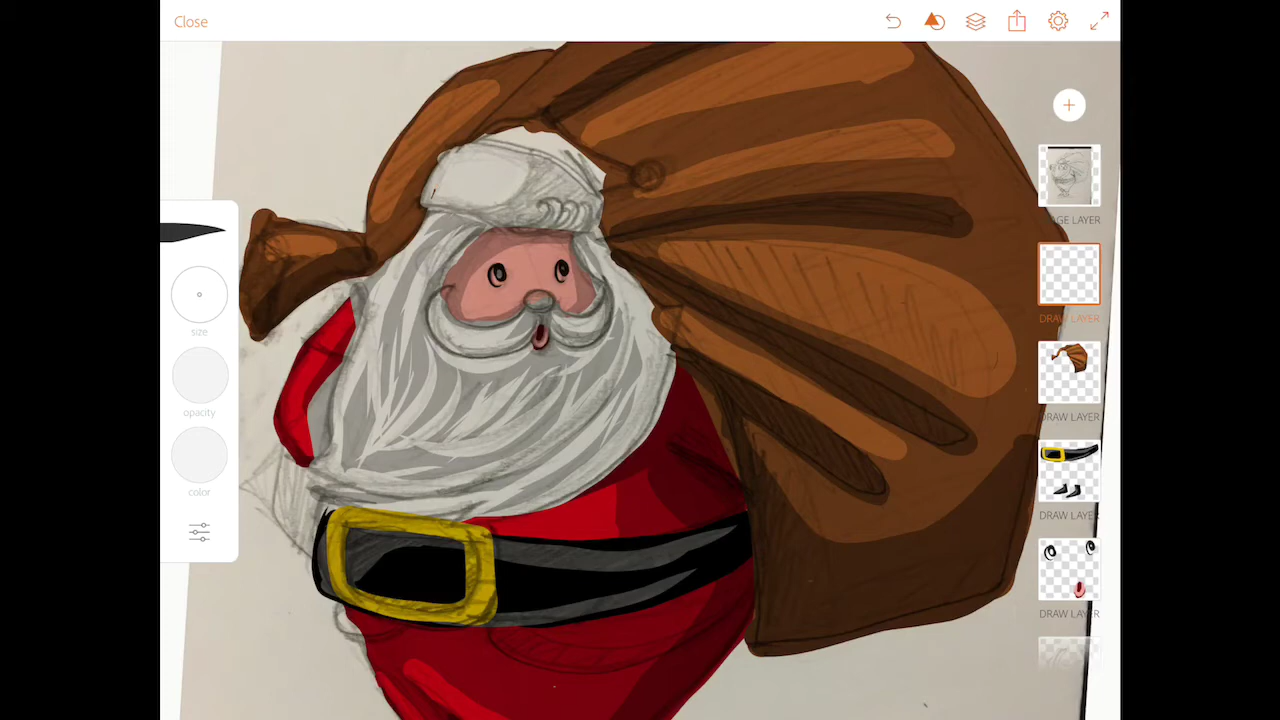 Close
size
opacity
color
AGE LAYER
DRAW LAYER
DRAW LAYER
DRAW LAYER
DRAW LAYER